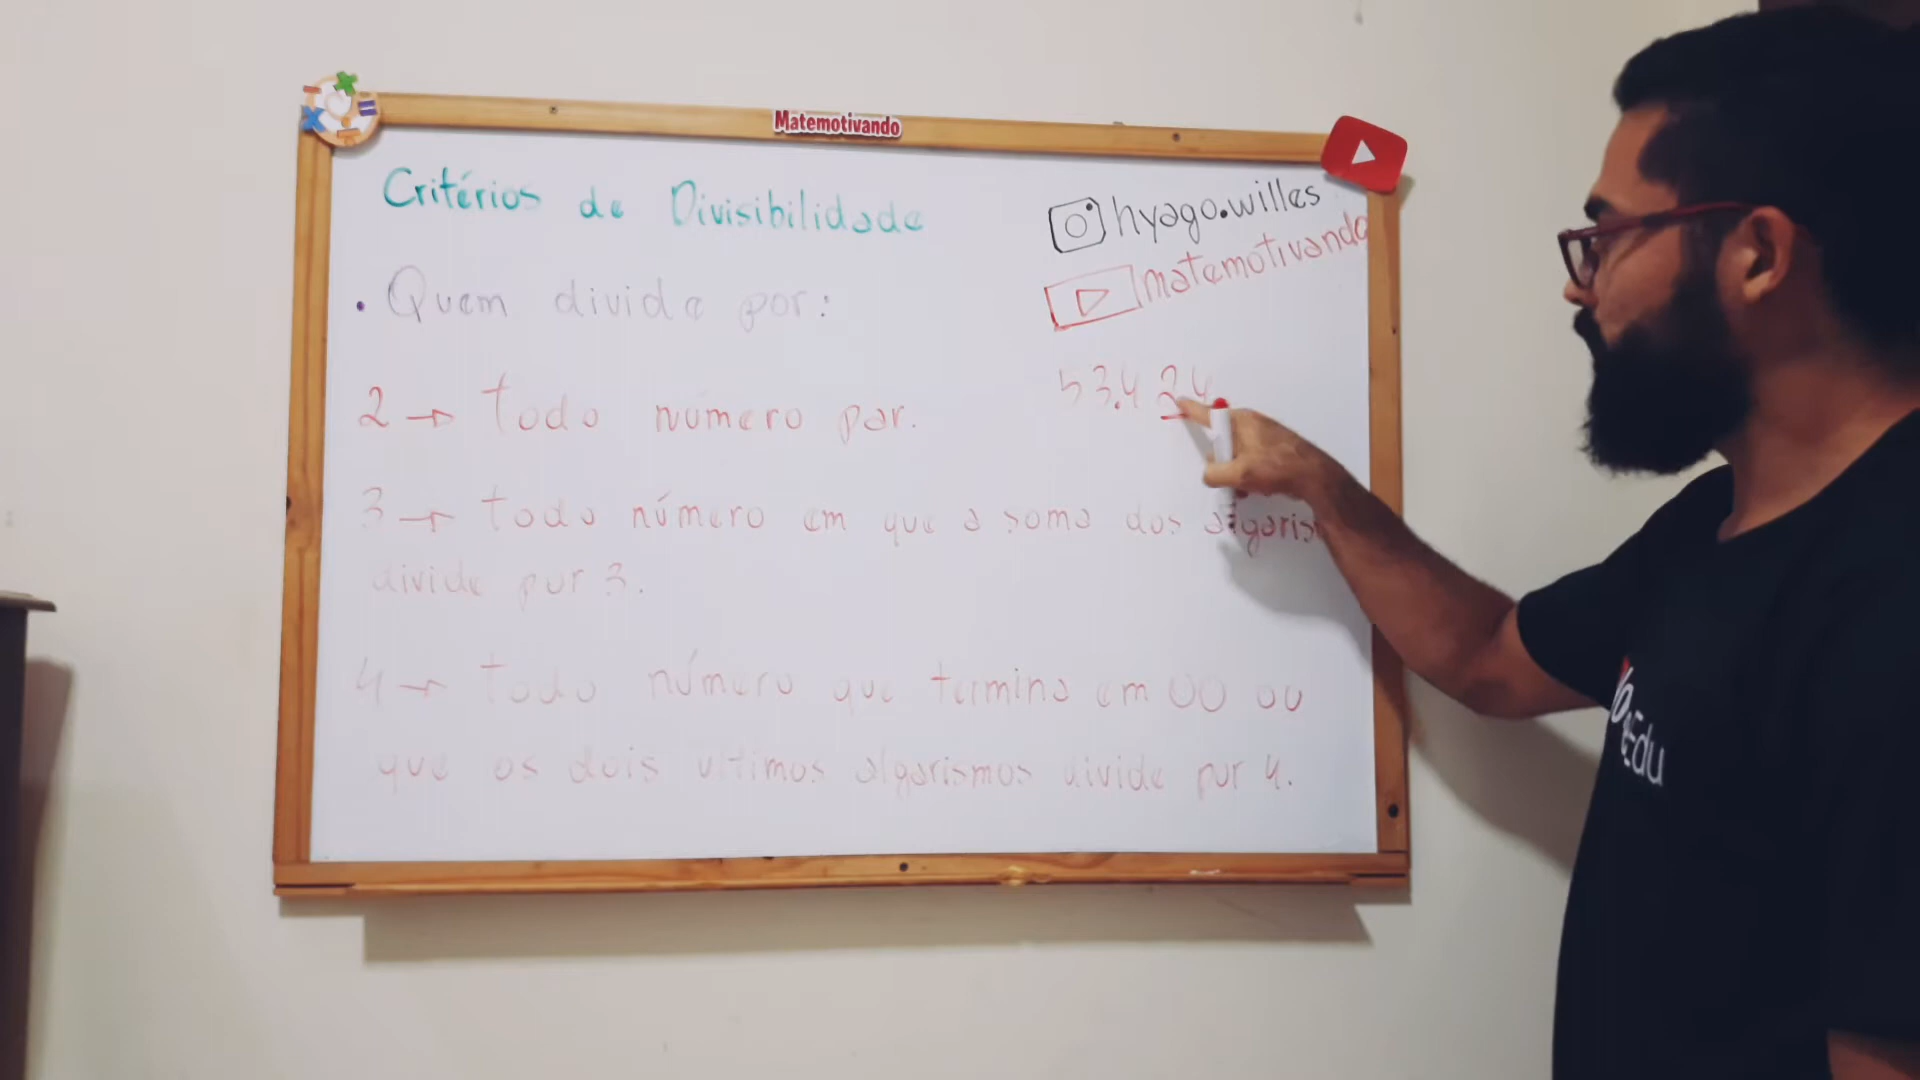 Matemotivando
Critérios de Divisibilidade
hyago.willes
matemotivando
• Quem divide por:
53.424
2 → todo número par.
3 → todo número em que a soma dos algaris
divide por 3.
4 → todo número que termina em 00 ou
que os dois ultimos algarismos divide por 4.
Edu